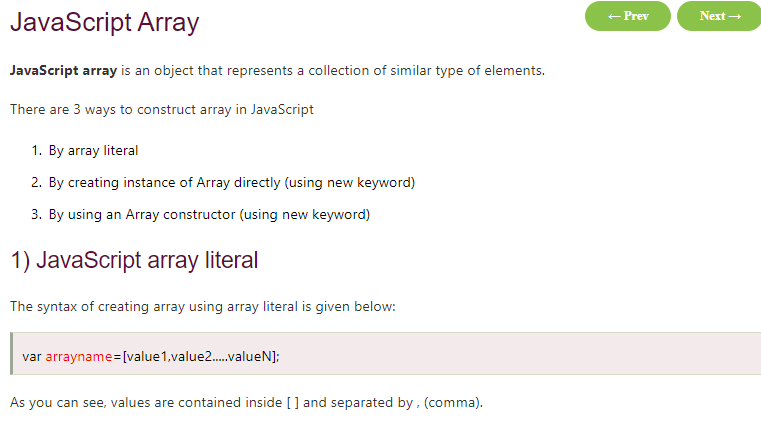 JavaScript Array
←Prev
Next→
JavaScript array is an object that represents a collection of similar type of elements.
There are 3 ways to construct array in JavaScript
1. By array literal
2. By creating instance of Array directly (using new keyword)
3. By using an Array constructor (using new keyword)
1) JavaScript array literal
The syntax of creating array using array literal is given below:
var arrayname=[value1,value2.....valueN];
As you can see, values are contained inside [ ] and separated by , (comma).